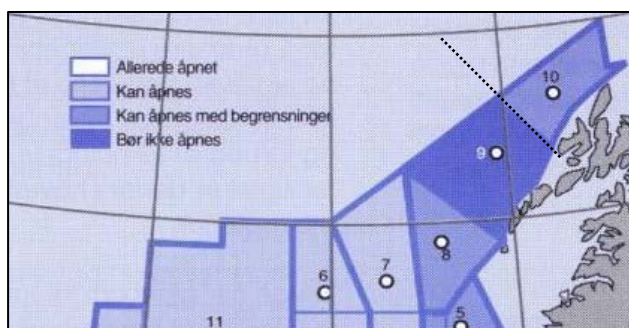 Allerede åpnet
Kan åpnes
Kan åpnes med begrensninger
Bør ikke åpnes
10
9
8
7
6
5
11